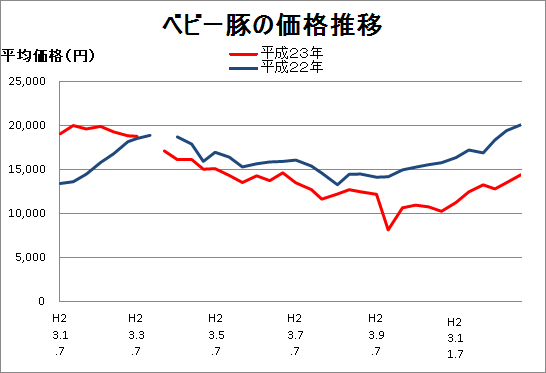 ベビー豚の価格推移
平成23年
平均価格(円)
平成22年
25,000
20,000
15,000
10,000
5,000
0
H2 H2 H2 H2 H2 H2
3.1 3.3 3.5 3.7 3.9 3.1
.7 .7 .7 .7 .7 1.7